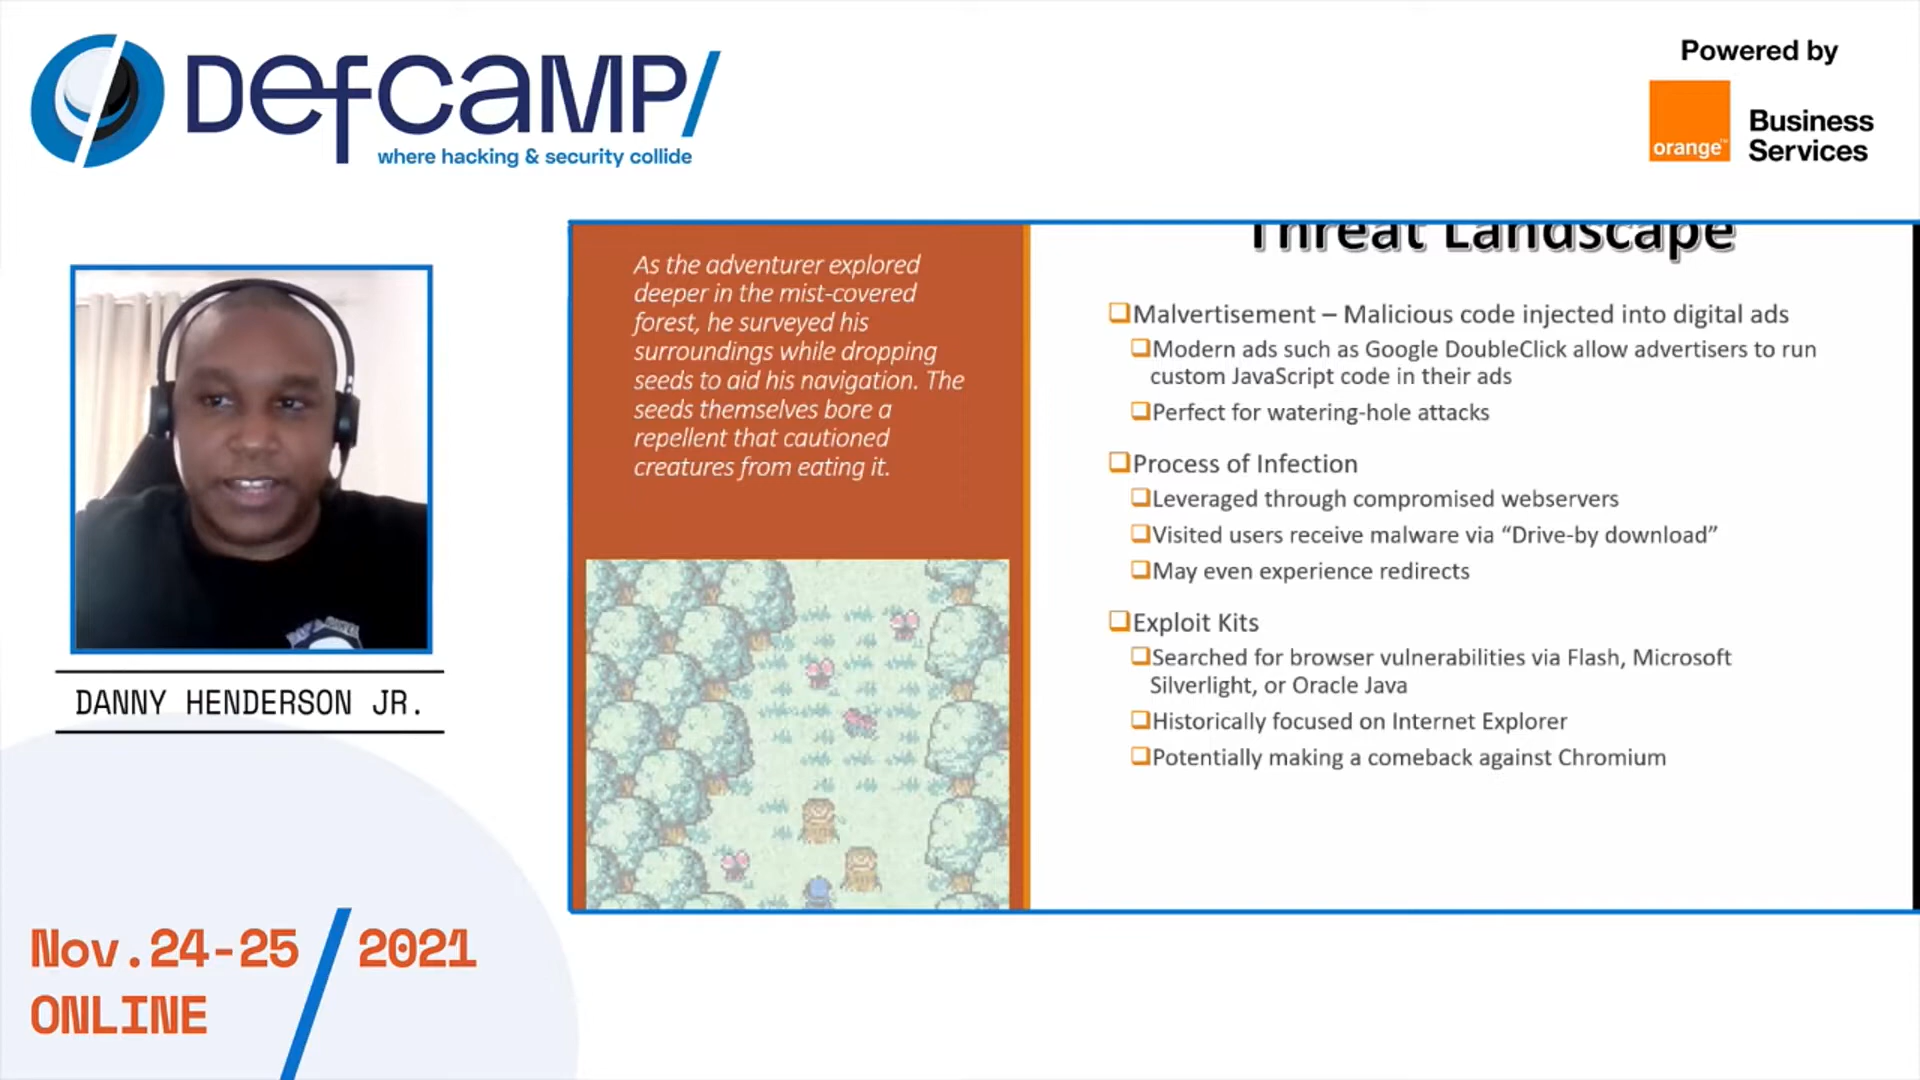 DefCaMP/
where hacking & security collide
Powered by
orange™
Business
Services
DANNY HENDERSON JR.
Nov.24-25/2021
ONLINE
As the adventurer explored
deeper in the mist-covered
forest, he surveyed his
surroundings while dropping
seeds to aid his navigation. The
seeds themselves bore a
repellent that cautioned
creatures from eating it.
Threat Landscape
Malvertisement – Malicious code injected into digital ads
Modern ads such as Google DoubleClick allow advertisers to run
custom JavaScript code in their ads
Perfect for watering-hole attacks
Process of Infection
Leveraged through compromised webservers
Visited users receive malware via “Drive-by download”
May even experience redirects
Exploit Kits
Searched for browser vulnerabilities via Flash, Microsoft
Silverlight, or Oracle Java
Historically focused on Internet Explorer
Potentially making a comeback against Chromium